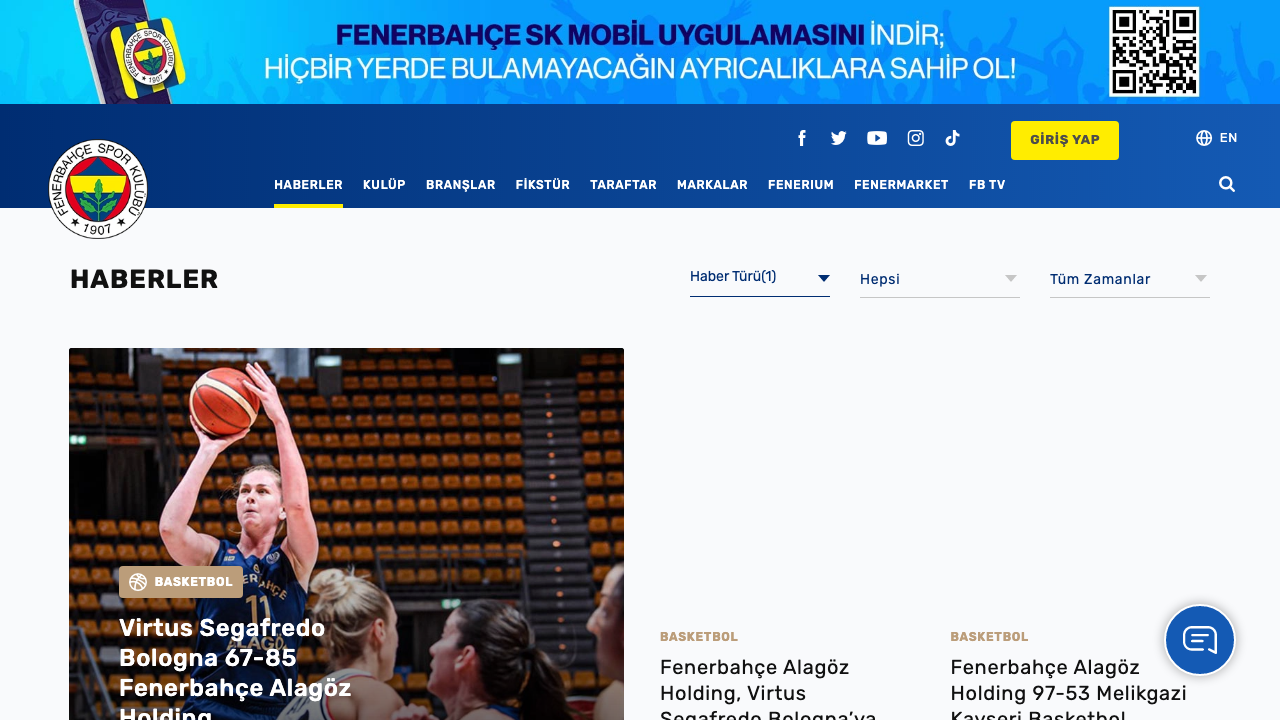 FENERBAHÇE SK MOBİL UYGULAMASINI İNDİR;
HİÇBİR YERDE BULAMAYACAĞIN AYRICALIKLARA SAHİP OL!
GİRİŞ YAP
EN
FENERBAHÇE SPOR KULÜBÜ
★ 1907 ★
HABERLER KULÜP BRANŞLAR FİKSTÜR TARAFTAR MARKALAR FENERIUM FENERMARKET FB TV
HABERLER
Haber Türü(1)
Hepsi
Tüm Zamanlar
BASKETBOL
Virtus Segafredo
Bologna 67-85
Fenerbahçe Alagöz
Holding
11
BASKETBOL
Fenerbahçe Alagöz
Holding, Virtus
Segafredo Bologna'ya
BASKETBOL
Fenerbahçe Alagöz
Holding 97-53 Melikgazi
Kayseri Basketbol